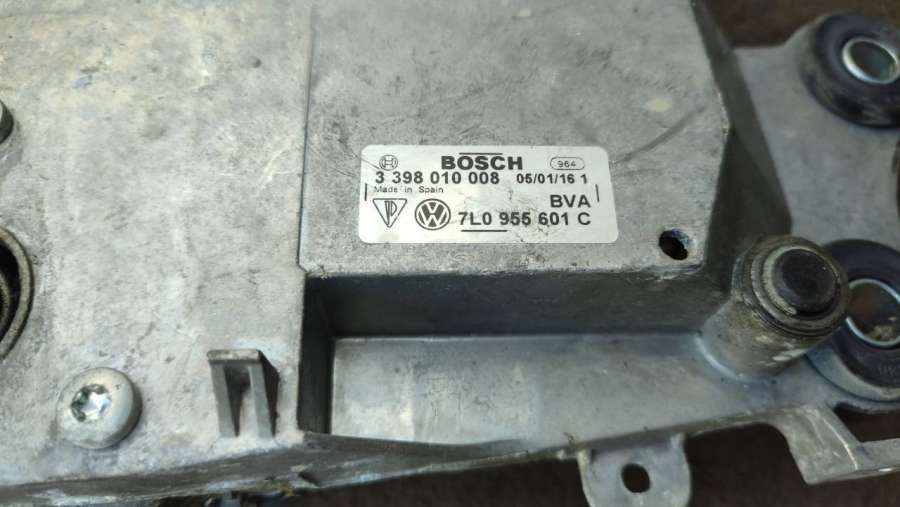 BOSCH 964
3 398 010 008 05/01/16 1
Made in Spain
BVA
7L0 955 601 C